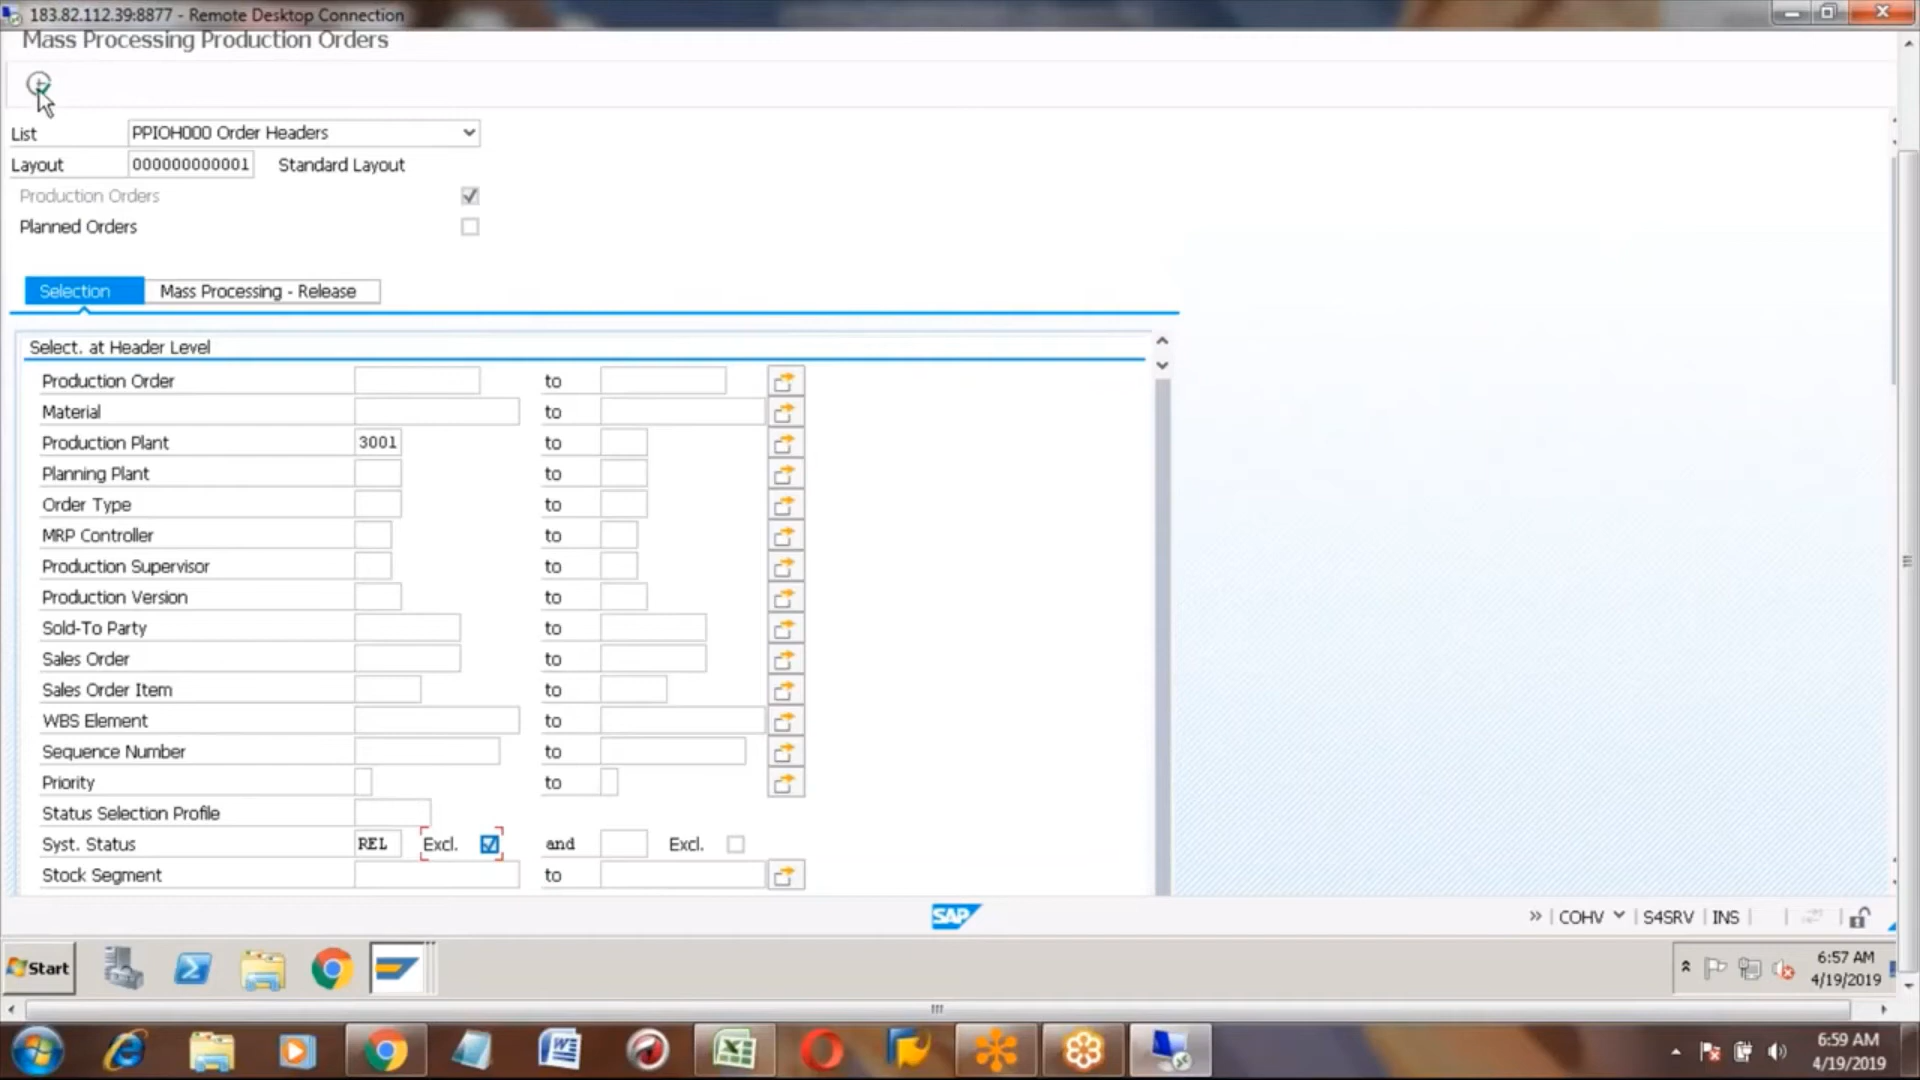 183.82.112.39:8877 - Remote Desktop Connection
Mass Processing Production Orders
List PPIOH000 Order Headers
Layout 000000000001 Standard Layout
Production Orders
Planned Orders
Selection Mass Processing - Release
Select. at Header Level
Production Order to
Material to
Production Plant 3001 to
Planning Plant to
Order Type to
MRP Controller to
Production Supervisor to
Production Version to
Sold-To Party to
Sales Order to
Sales Order Item to
WBS Element to
Sequence Number to
Priority to
Status Selection Profile
Syst. Status REL Excl. and Excl.
Stock Segment to
SAP
COHV S4SRV INS
Start
6:57 AM
4/19/2019
6:59 AM
4/19/2019